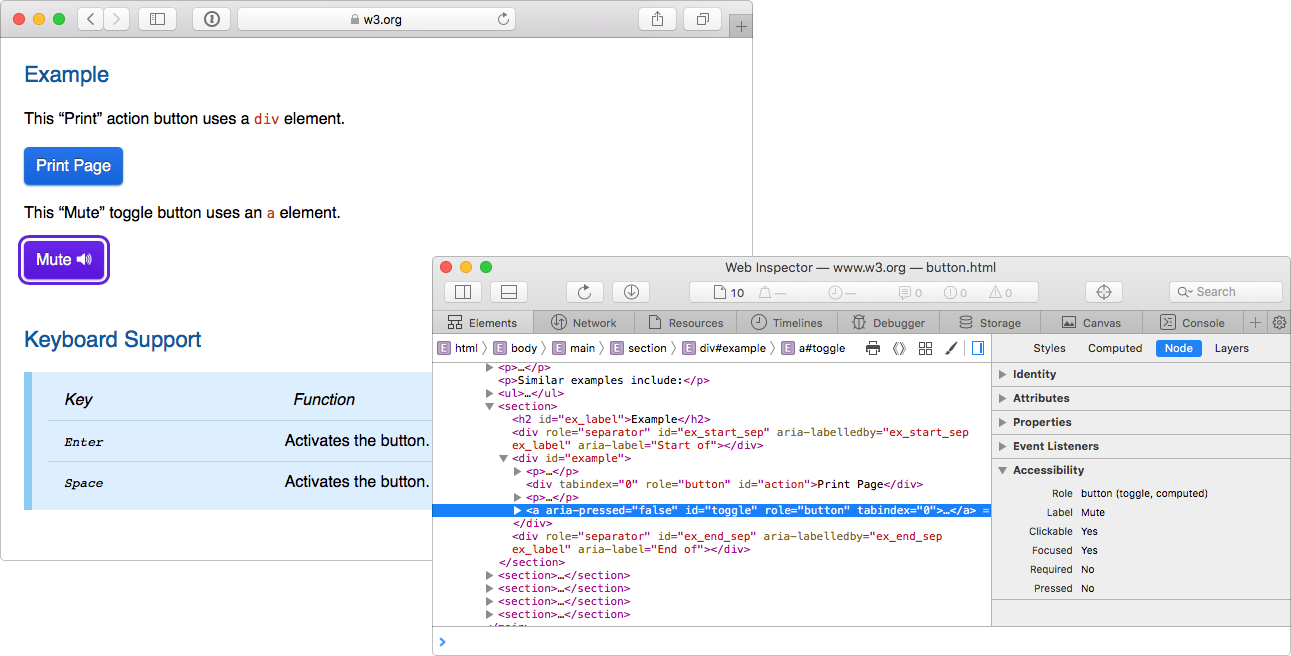 w3.org
Example
This “Print” action button uses a div element.
Print Page
This “Mute” toggle button uses an a element.
Mute
Keyboard Support
Key Function
Enter Activates the button.
Space Activates the button.
Web Inspector — www.w3.org — button.html
10 — — 0 0 0 Search
Elements Network Resources Timelines Debugger Storage Canvas Console
E html E body E main E section E div#example E a#toggle
Styles Computed Node Layers
<p>…</p>
<p>Similar examples include:</p>
<ul>…</ul>
<section>
<h2 id="ex_label">Example</h2>
<div role="separator" id="ex_start_sep" aria-labelledby="ex_start_sep
ex_label" aria-label="Start of"></div>
<div id="example">
<p>…</p>
<div tabindex="0" role="button" id="action">Print Page</div>
<p>…</p>
<a aria-pressed="false" id="toggle" role="button" tabindex="0">…</a> =
</div>
<div role="separator" id="ex_end_sep" aria-labelledby="ex_end_sep
ex_label" aria-label="End of"></div>
</section>
<section>…</section>
<section>…</section>
<section>…</section>
<section>…</section>
Identity
Attributes
Properties
Event Listeners
Accessibility
Role button (toggle, computed)
Label Mute
Clickable Yes
Focused Yes
Required No
Pressed No